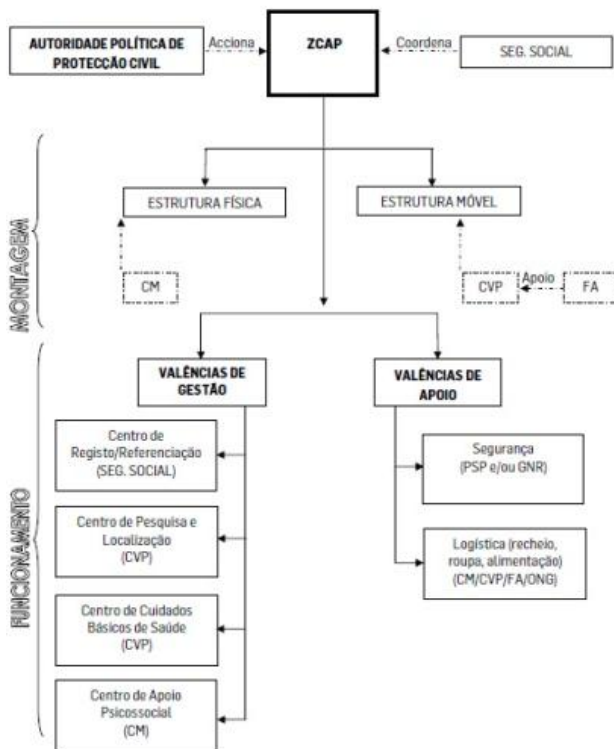 AUTORIDADE POLÍTICA DE
PROTECÇÃO CIVIL
Acciona
ZCAP
Coordena
SEG. SOCIAL
MONTAGEM
ESTRUTURA FÍSICA
ESTRUTURA MÓVEL
CM
CVP
Apoio
FA
FUNCIONAMENTO
VALÊNCIAS DE
GESTÃO
VALÊNCIAS DE
APOIO
Centro de
Registo/Referenciação
(SEG. SOCIAL)
Segurança
(PSP e/ou GNR)
Centro de Pesquisa e
Localização
(CVP)
Logística (recheio,
roupa, alimentação)
(CM/CVP/FA/ONG)
Centro de Cuidados
Básicos de Saúde
(CVP)
Centro de Apoio
Psicossocial
(CM)